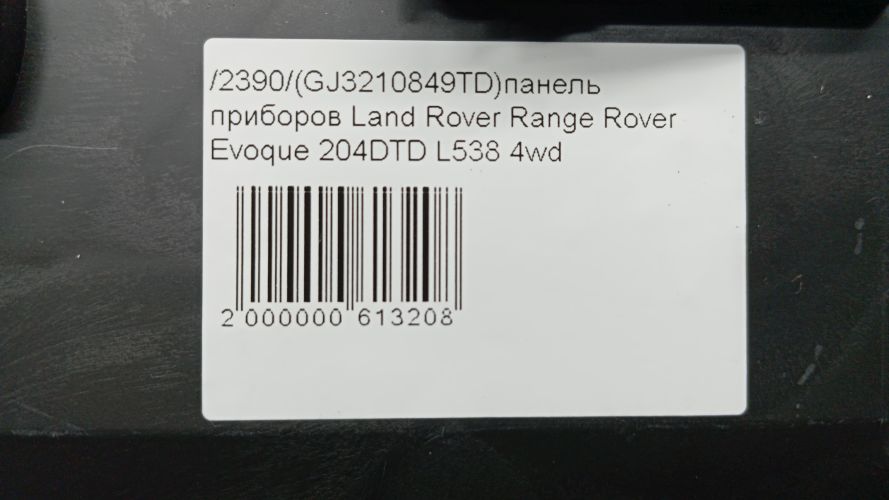 /2390/(GJ3210849TD)панель
приборов Land Rover Range Rover
Evoque 204DTD L538 4wd
2 000000 613208